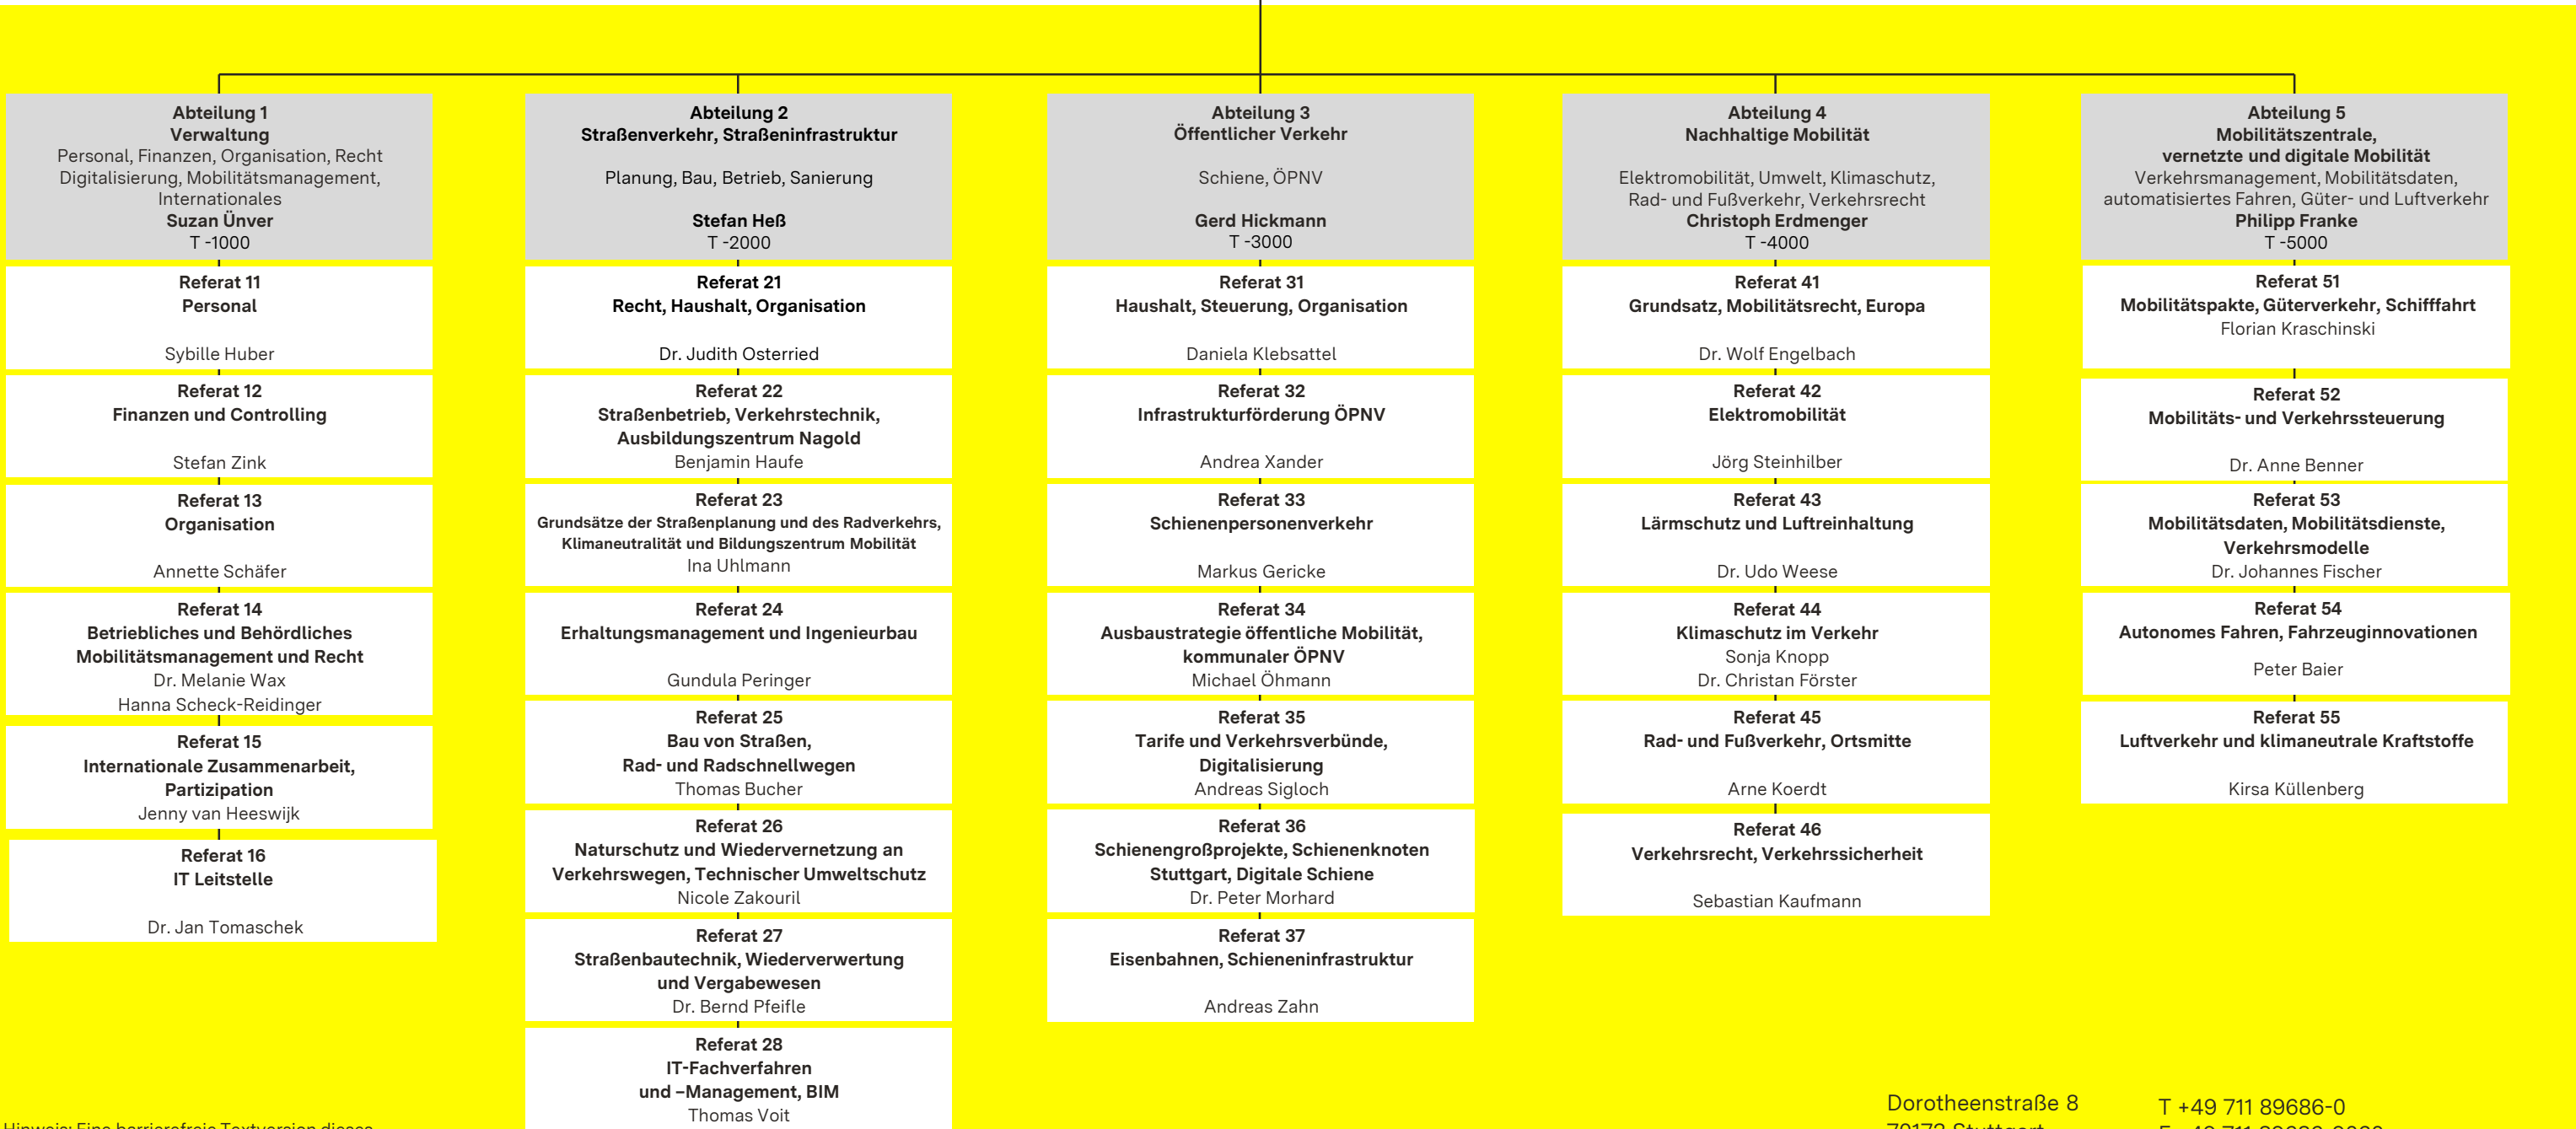 Abteilung 1
Verwaltung
Personal, Finanzen, Organisation, Recht
Digitalisierung, Mobilitätsmanagement,
Internationales
Suzan Ünver
T -1000
Referat 11
Personal
Sybille Huber
Referat 12
Finanzen und Controlling
Stefan Zink
Referat 13
Organisation
Annette Schäfer
Referat 14
Betriebliches und Behördliches
Mobilitätsmanagement und Recht
Dr. Melanie Wax
Hanna Scheck-Reidinger
Referat 15
Internationale Zusammenarbeit,
Partizipation
Jenny van Heeswijk
Referat 16
IT Leitstelle
Dr. Jan Tomaschek
Abteilung 2
Straßenverkehr, Straßeninfrastruktur
Planung, Bau, Betrieb, Sanierung
Stefan Heß
T -2000
Referat 21
Recht, Haushalt, Organisation
Dr. Judith Osterried
Referat 22
Straßenbetrieb, Verkehrstechnik,
Ausbildungszentrum Nagold
Benjamin Haufe
Referat 23
Grundsätze der Straßenplanung und des Radverkehrs,
Klimaneutralität und Bildungszentrum Mobilität
Ina Uhlmann
Referat 24
Erhaltungsmanagement und Ingenieurbau
Gundula Peringer
Referat 25
Bau von Straßen,
Rad- und Radschnellwegen
Thomas Bucher
Referat 26
Naturschutz und Wiedervernetzung an
Verkehrswegen, Technischer Umweltschutz
Nicole Zakouril
Referat 27
Straßenbautechnik, Wiederverwertung
und Vergabewesen
Dr. Bernd Pfeifle
Referat 28
IT-Fachverfahren
und –Management, BIM
Thomas Voit
Abteilung 3
Öffentlicher Verkehr
Schiene, ÖPNV
Gerd Hickmann
T -3000
Referat 31
Haushalt, Steuerung, Organisation
Daniela Klebsattel
Referat 32
Infrastrukturförderung ÖPNV
Andrea Xander
Referat 33
Schienenpersonenverkehr
Markus Gericke
Referat 34
Ausbaustrategie öffentliche Mobilität,
kommunaler ÖPNV
Michael Öhmann
Referat 35
Tarife und Verkehrsverbünde,
Digitalisierung
Andreas Sigloch
Referat 36
Schienengroßprojekte, Schienenknoten
Stuttgart, Digitale Schiene
Dr. Peter Morhard
Referat 37
Eisenbahnen, Schieneninfrastruktur
Andreas Zahn
Abteilung 4
Nachhaltige Mobilität
Elektromobilität, Umwelt, Klimaschutz,
Rad- und Fußverkehr, Verkehrsrecht
Christoph Erdmenger
T -4000
Referat 41
Grundsatz, Mobilitätsrecht, Europa
Dr. Wolf Engelbach
Referat 42
Elektromobilität
Jörg Steinhilber
Referat 43
Lärmschutz und Luftreinhaltung
Dr. Udo Weese
Referat 44
Klimaschutz im Verkehr
Sonja Knopp
Dr. Christan Förster
Referat 45
Rad- und Fußverkehr, Ortsmitte
Arne Koerdt
Referat 46
Verkehrsrecht, Verkehrssicherheit
Sebastian Kaufmann
Abteilung 5
Mobilitätszentrale,
vernetzte und digitale Mobilität
Verkehrsmanagement, Mobilitätsdaten,
automatisiertes Fahren, Güter- und Luftverkehr
Philipp Franke
T -5000
Referat 51
Mobilitätspakte, Güterverkehr, Schifffahrt
Florian Kraschinski
Referat 52
Mobilitäts- und Verkehrssteuerung
Dr. Anne Benner
Referat 53
Mobilitätsdaten, Mobilitätsdienste,
Verkehrsmodelle
Dr. Johannes Fischer
Referat 54
Autonomes Fahren, Fahrzeuginnovationen
Peter Baier
Referat 55
Luftverkehr und klimaneutrale Kraftstoffe
Kirsa Küllenberg
Hinweis: Eine barrierefreie Textversion dieses
Dorotheenstraße 8
T +49 711 89686-0